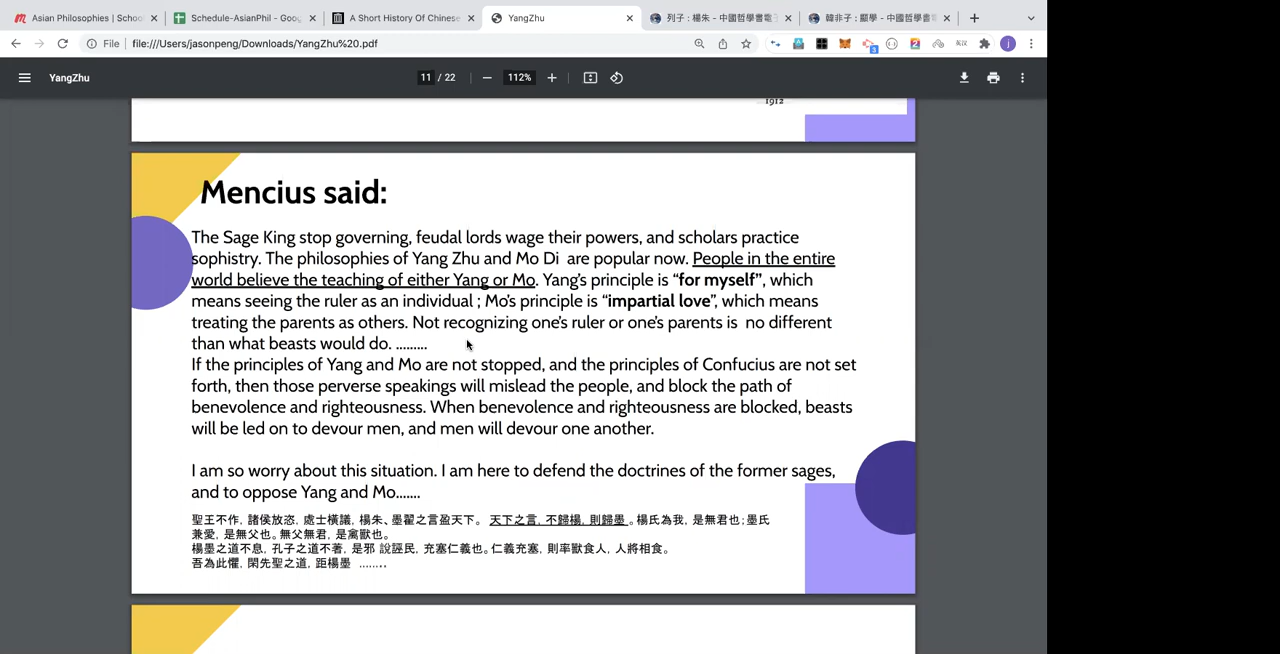 Asian Philosophies | Schoo
Schedule-AsianPhil - Goog
A Short History Of Chinese
YangZhu
列子 : 楊朱 - 中國哲學書電子
韓非子 : 顯學 - 中國哲學書電
File
file:///Users/jasonpeng/Downloads/YangZhu%20.pdf
3
2
j
YangZhu
11 / 22
112%
1912
Mencius said:
The Sage King stop governing, feudal lords wage their powers, and scholars practice
sophistry. The philosophies of Yang Zhu and Mo Di are popular now. People in the entire
world believe the teaching of either Yang or Mo. Yang's principle is “for myself”, which
means seeing the ruler as an individual ; Mo's principle is “impartial love”, which means
treating the parents as others. Not recognizing one's ruler or one's parents is no different
than what beasts would do. .........
If the principles of Yang and Mo are not stopped, and the principles of Confucius are not set
forth, then those perverse speakings will mislead the people, and block the path of
benevolence and righteousness. When benevolence and righteousness are blocked, beasts
will be led on to devour men, and men will devour one another.
I am so worry about this situation. I am here to defend the doctrines of the former sages,
and to oppose Yang and Mo.......
聖王不作, 諸侯放恣, 處士橫議, 楊朱、墨翟之言盈天下。 天下之言, 不歸楊, 則歸墨 。楊氏為我, 是無君也；墨氏
兼愛, 是無父也。無父無君, 是禽獸也。
楊墨之道不息, 孔子之道不著, 是邪 說誣民, 充塞仁義也。仁義充塞, 則率獸食人, 人將相食。
吾為此懼, 閑先聖之道, 距楊墨 ........